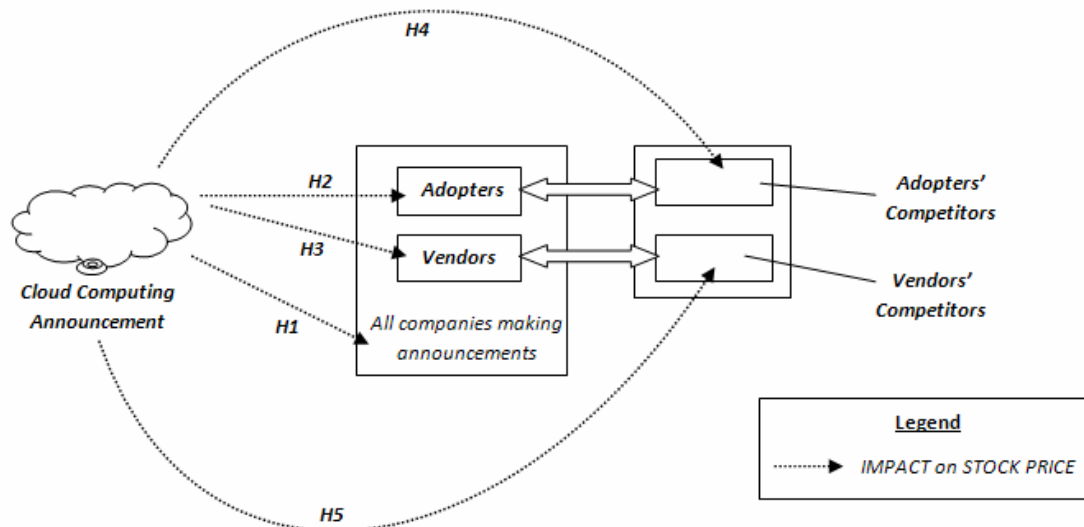 H4
H2
Adopters
Adopters’
Competitors
H3
Vendors
Vendors’
Competitors
Cloud Computing
Announcement
H1
All companies making
announcements
Legend
IMPACT on STOCK PRICE
H5